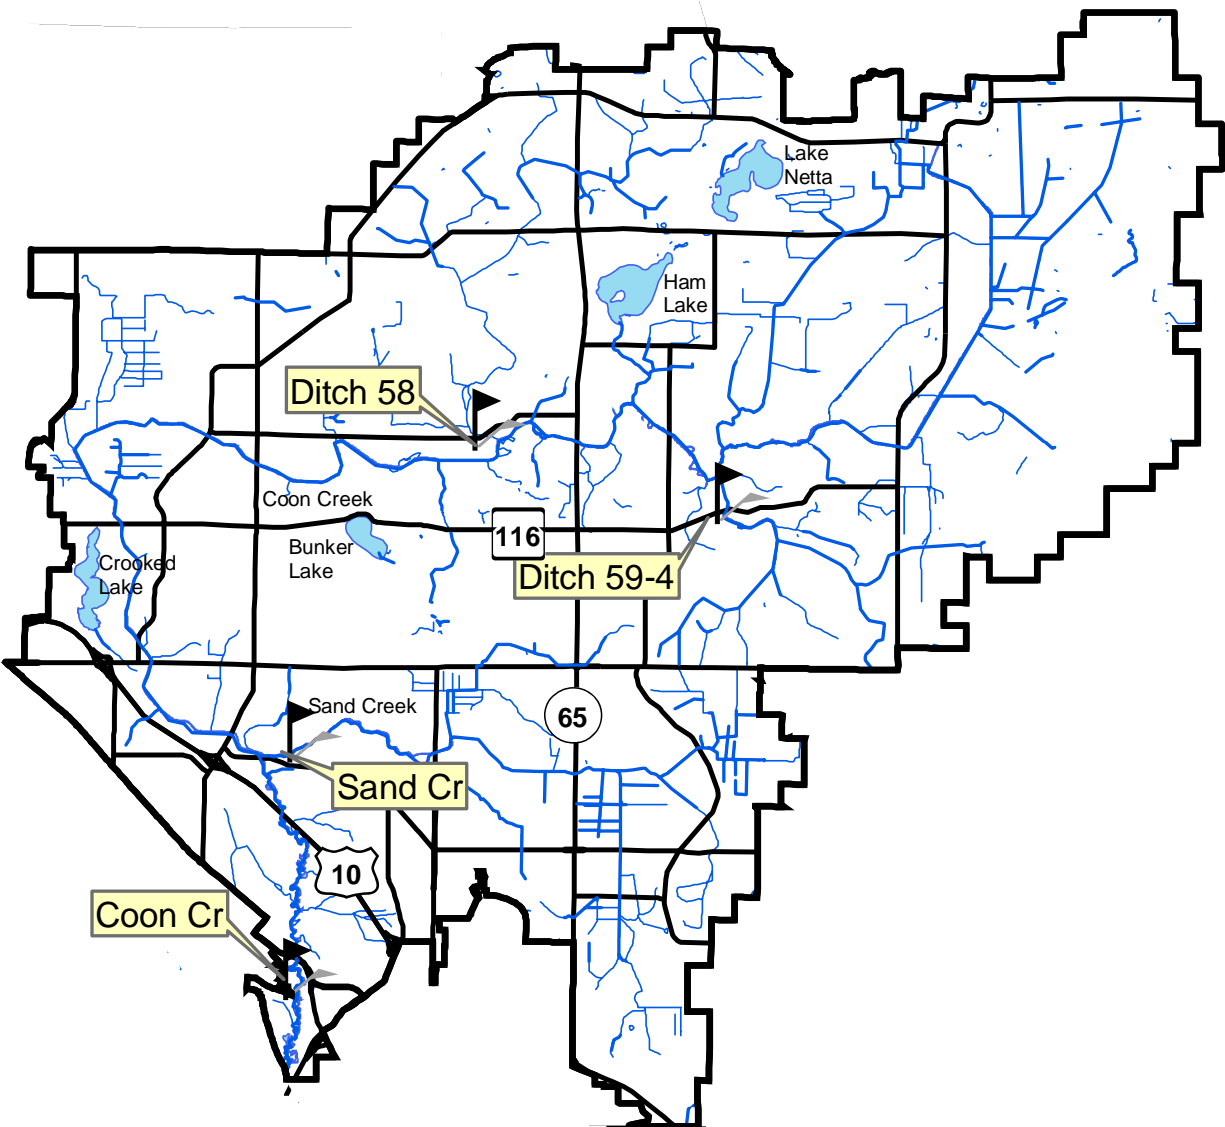 Lake
Netta
Ham
Lake
Ditch 58
Coon Creek
116
Bunker
Lake
Crooked
Lake
Ditch 59-4
Sand Creek
65
Sand Cr
10
Coon Cr